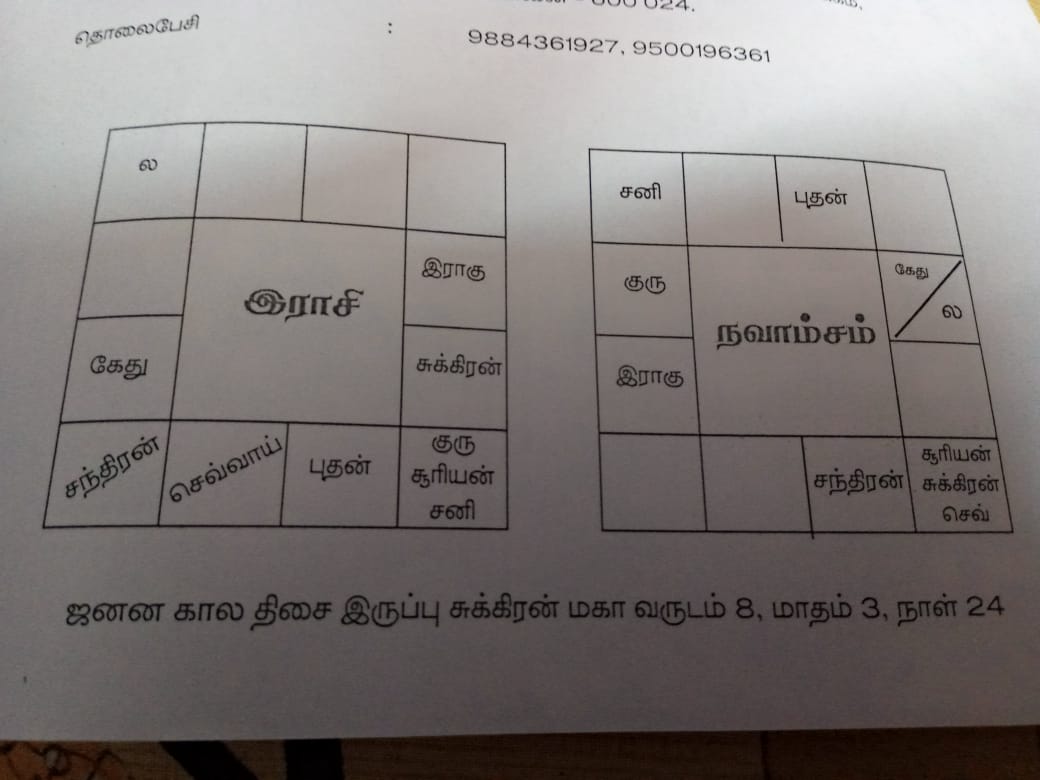 - 600 024.
தொலைபேசி : 9884361927, 9500196361
ல
இராகு
இராசி
கேது
சுக்கிரன்
சந்திரன்
செவ்வாய்
புதன்
குரு
சூரியன்
சனி
சனி
புதன்
குரு
கேது
ல
நவாம்சம்
இராகு
சந்திரன்
சூரியன்
சுக்கிரன்
செவ்
ஜனன கால திசை இருப்பு சுக்கிரன் மகா வருடம் 8, மாதம் 3, நாள் 24